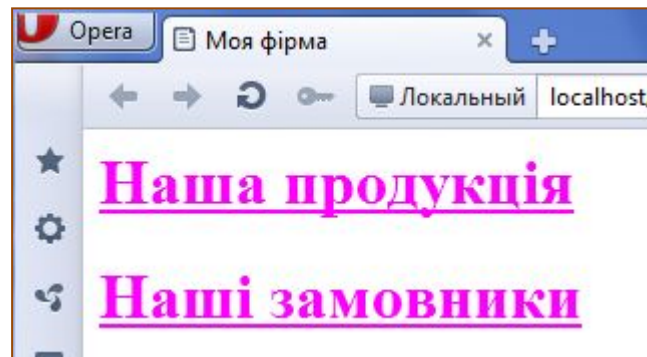 Opera Моя фірма
Локальный localhost
Наша продукція
Наші замовники